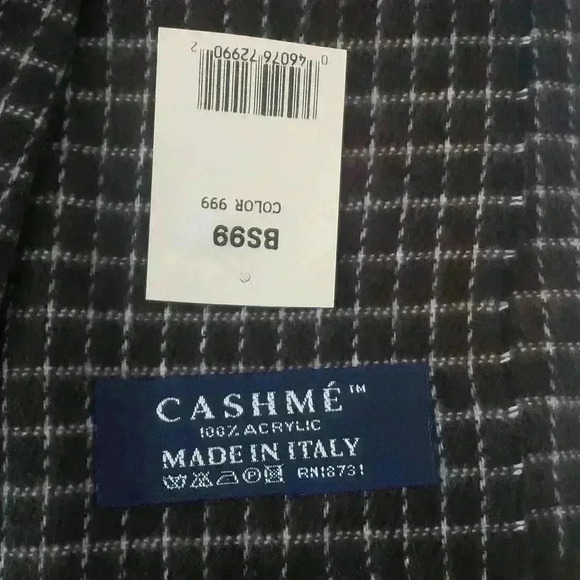 BS99
COLOR 999
0 46076 72990 2
CASHMÉ™
100% ACRYLIC
MADE IN ITALY
RN18731